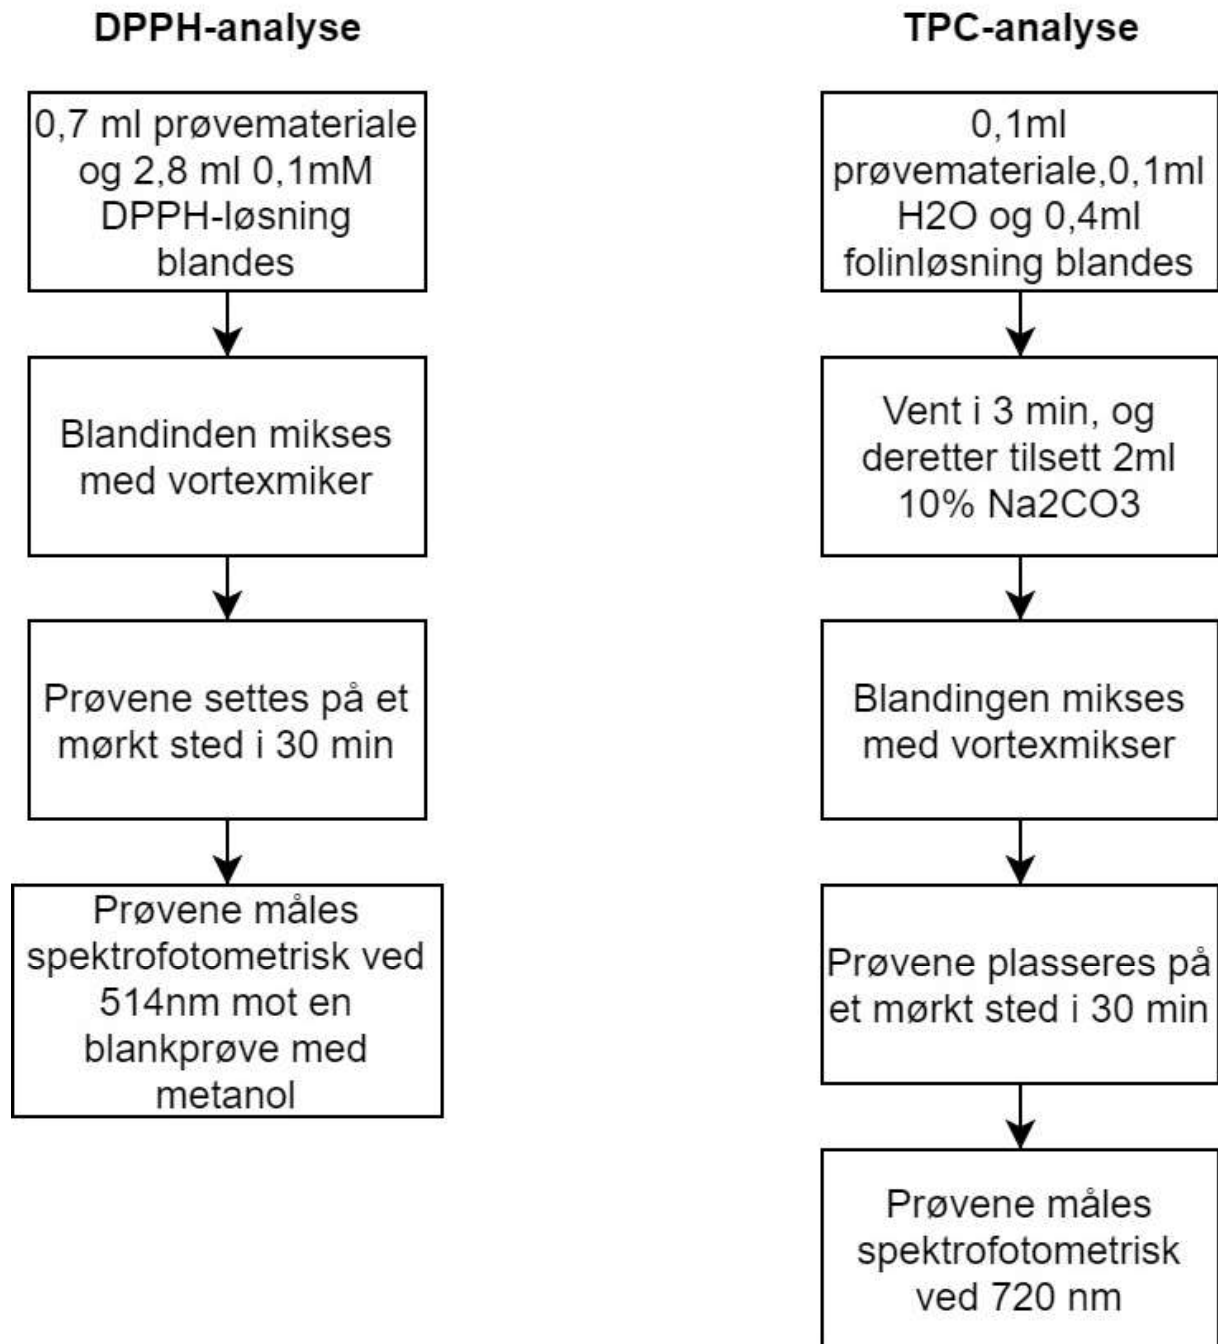 DPPH-analyse
0,7 ml prøvemateriale
og 2,8 ml 0,1mM
DPPH-løsning
blandes
Blandinden mikses
med vortexmiker
Prøvene settes på et
mørkt sted i 30 min
Prøvene måles
spektrofotometrisk ved
514nm mot en
blankprøve med
metanol
TPC-analyse
0,1ml
prøvemateriale,0,1ml
H2O og 0,4ml
folinløsning blandes
Vent i 3 min, og
deretter tilsett 2ml
10% Na2CO3
Blandingen mikses
med vortexmikser
Prøvene plasseres på
et mørkt sted i 30 min
Prøvene måles
spektrofotometrisk
ved 720 nm